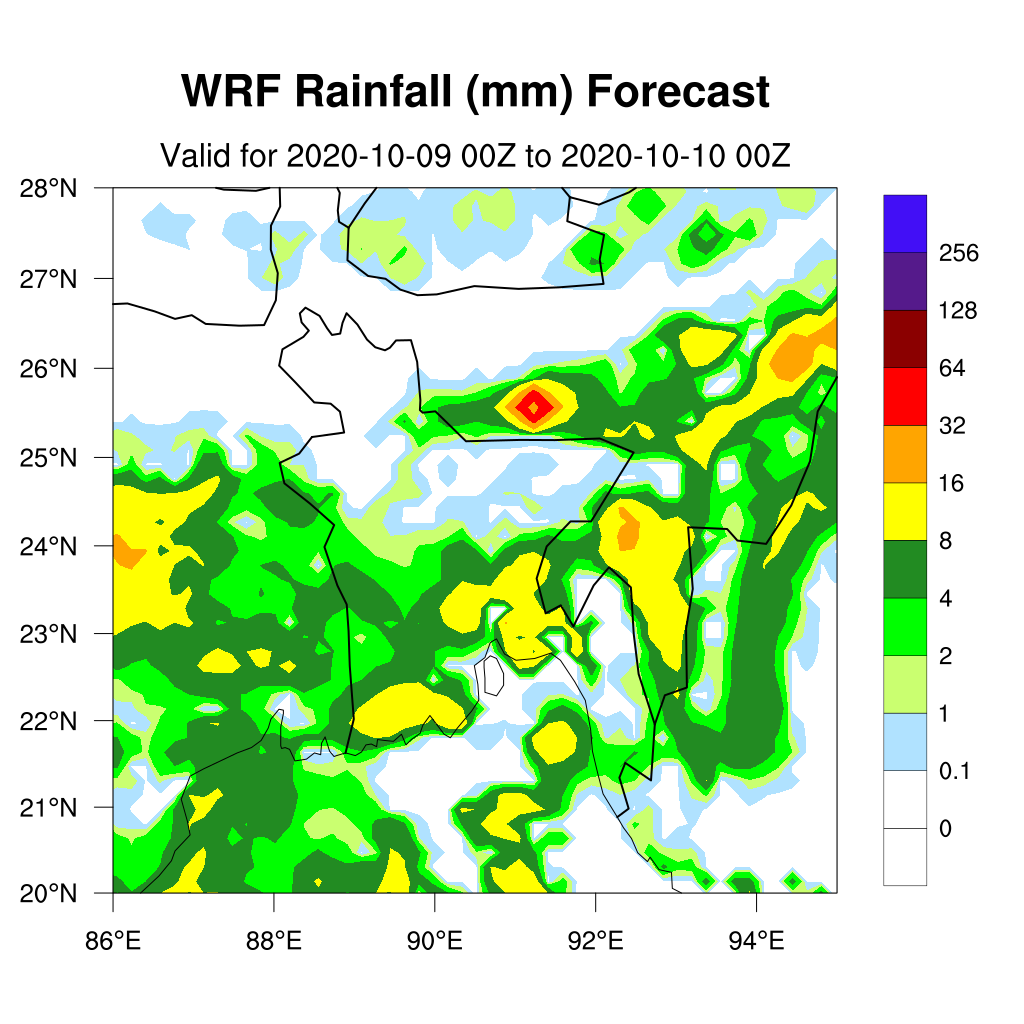 WRF Rainfall (mm) Forecast
Valid for 2020-10-09 00Z to 2020-10-10 00Z
28°N
27°N
26°N
25°N
24°N
23°N
22°N
21°N
20°N
86°E
88°E
90°E
92°E
94°E
256
128
64
32
16
8
4
2
1
0.1
0